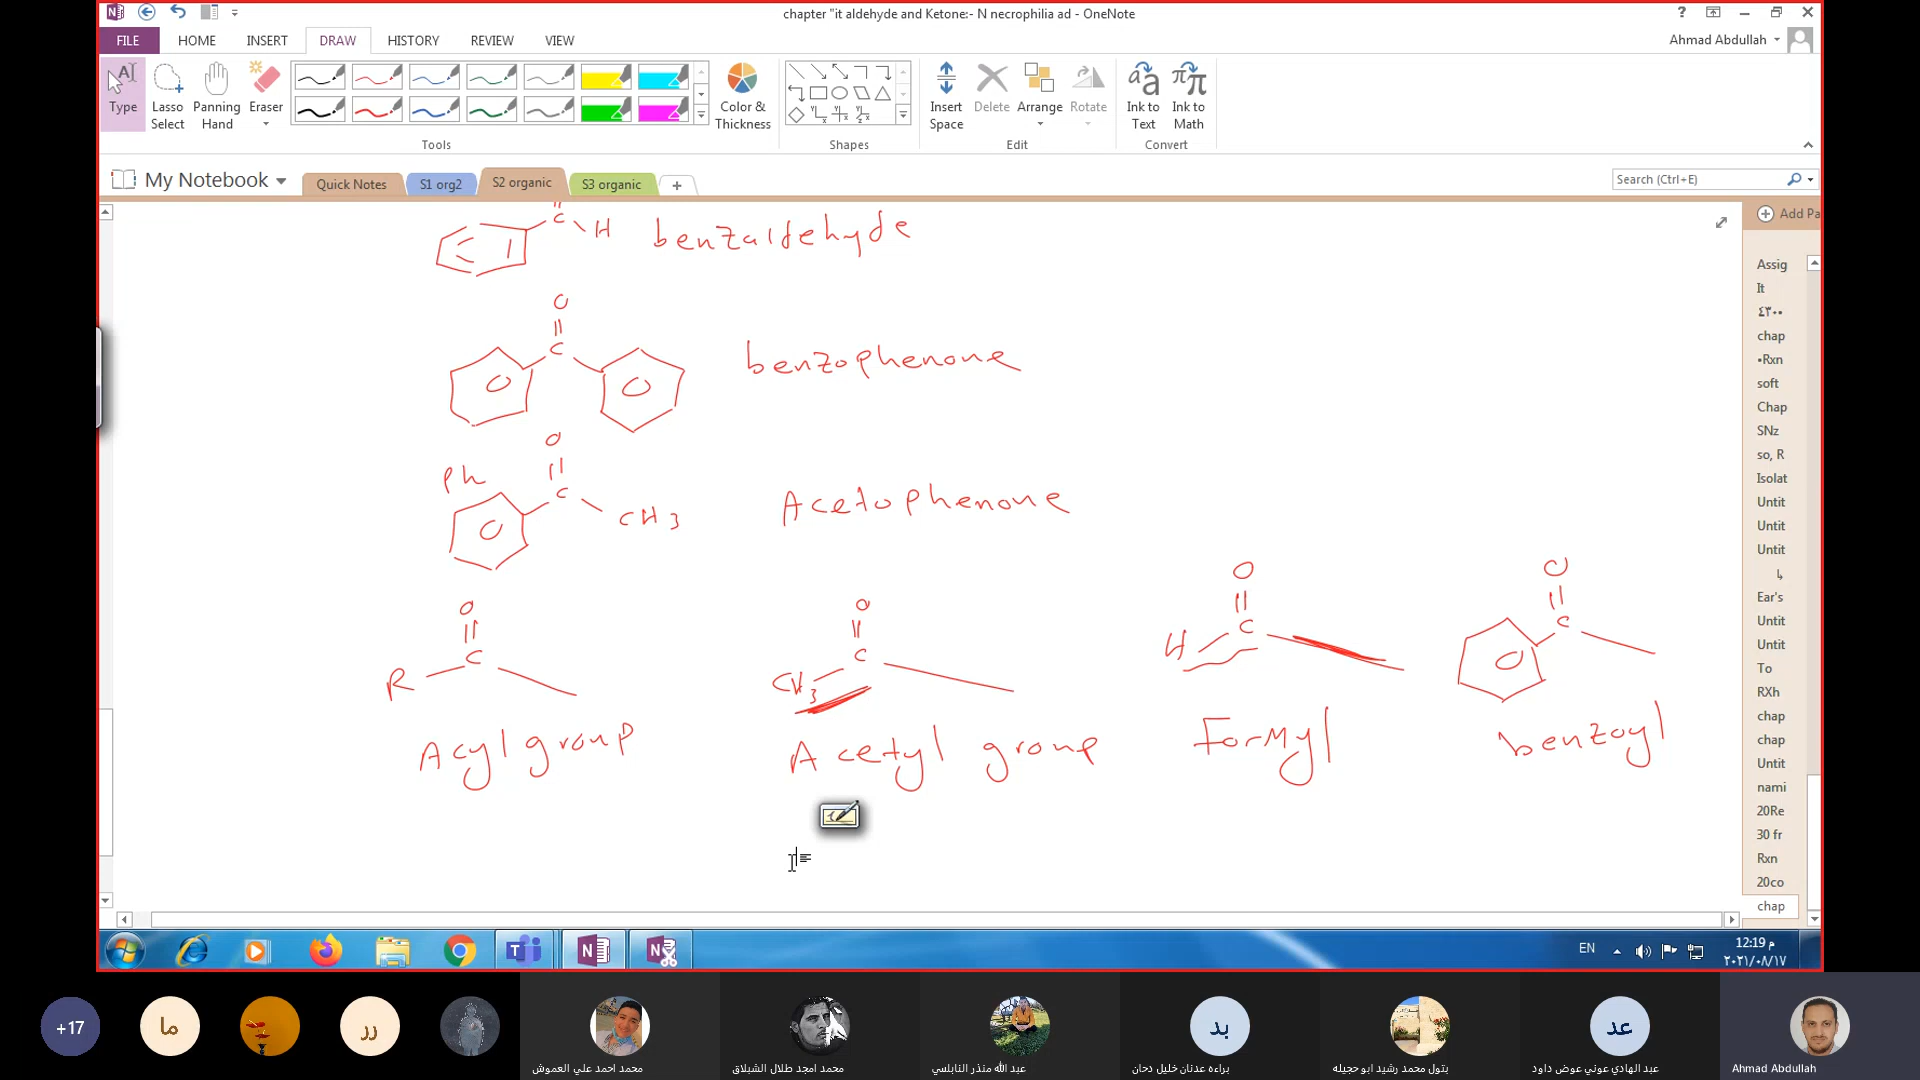 chapter "it aldehyde and Ketone:- N necrophilia ad - OneNote
FILE HOME INSERT DRAW HISTORY REVIEW VIEW
Ahmad Abdullah
Type
Lasso Select
Panning Hand
Eraser
Color & Thickness
Insert Space
Delete
Arrange
Rotate
Ink to Text
Ink to Math
Tools
Shapes
Edit
Convert
My Notebook
Quick Notes
S1 org2
S2 organic
S3 organic
Search (Ctrl+E)
Add Pa
C H benzaldehyde
O
C
benzophenone
O
Ph
C
CH3
Acetophenone
O
R C
Acyl group
O
CH3 C
Acetyl group
O
H C
Formyl
O
C
benzoyl
Assig
It
٤٣٠٠
chap
•Rxn
soft
Chap
SNz
so, R
Isolat
Untit
Untit
Untit
Ear's
Untit
Untit
To
RXh
chap
chap
Untit
nami
20Re
30 fr
Rxn
20co
chap
EN
12:19 م
٢٠٢١/٠٨/١٧
+17
ما
رر
محمد احمد علي العموش
محمد امجد طلال الشبلاق
عبد الله منذر النابلسي
بد
براءه عدنان خليل دحان
بتول محمد رشيد ابو حجيله
عد
عبد الهادي عوني عوض داود
Ahmad Abdullah